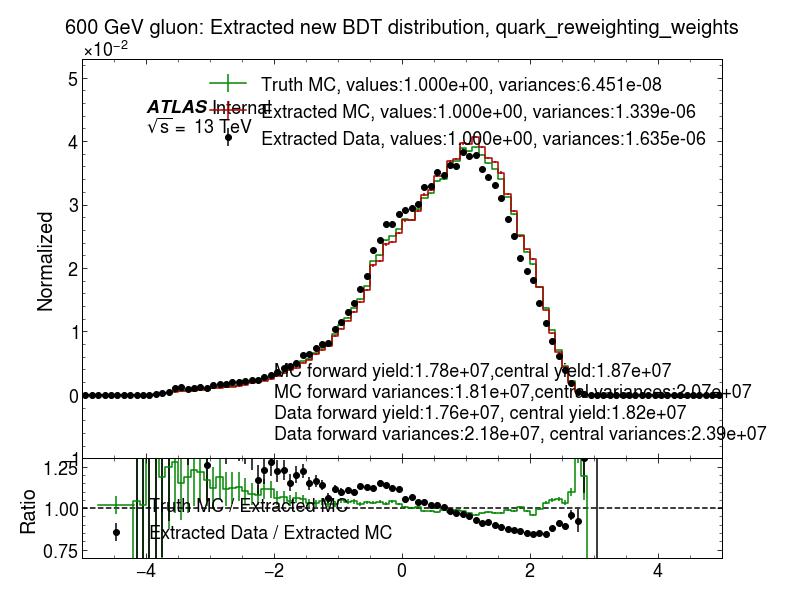 600 GeV gluon: Extracted new BDT distribution, quark_reweighting_weights
×10−2
Truth MC, values:1.000e+00, variances:6.451e-08
Extracted MC, values:1.000e+00, variances:1.339e-06
Extracted Data, values:1.000e+00, variances:1.635e-06
ATLAS Internal
√s = 13 TeV
Normalized
5
4
3
2
1
0
MC forward yield:1.78e+07,central yield:1.87e+07
MC forward variances:1.81e+07,central variances:2.07e+07
Data forward yield:1.76e+07, central yield:1.82e+07
Data forward variances:2.18e+07, central variances:2.39e+07
Ratio
1.25
1.00
0.75
Truth MC / Extracted MC
Extracted Data / Extracted MC
−4 −2 0 2 4